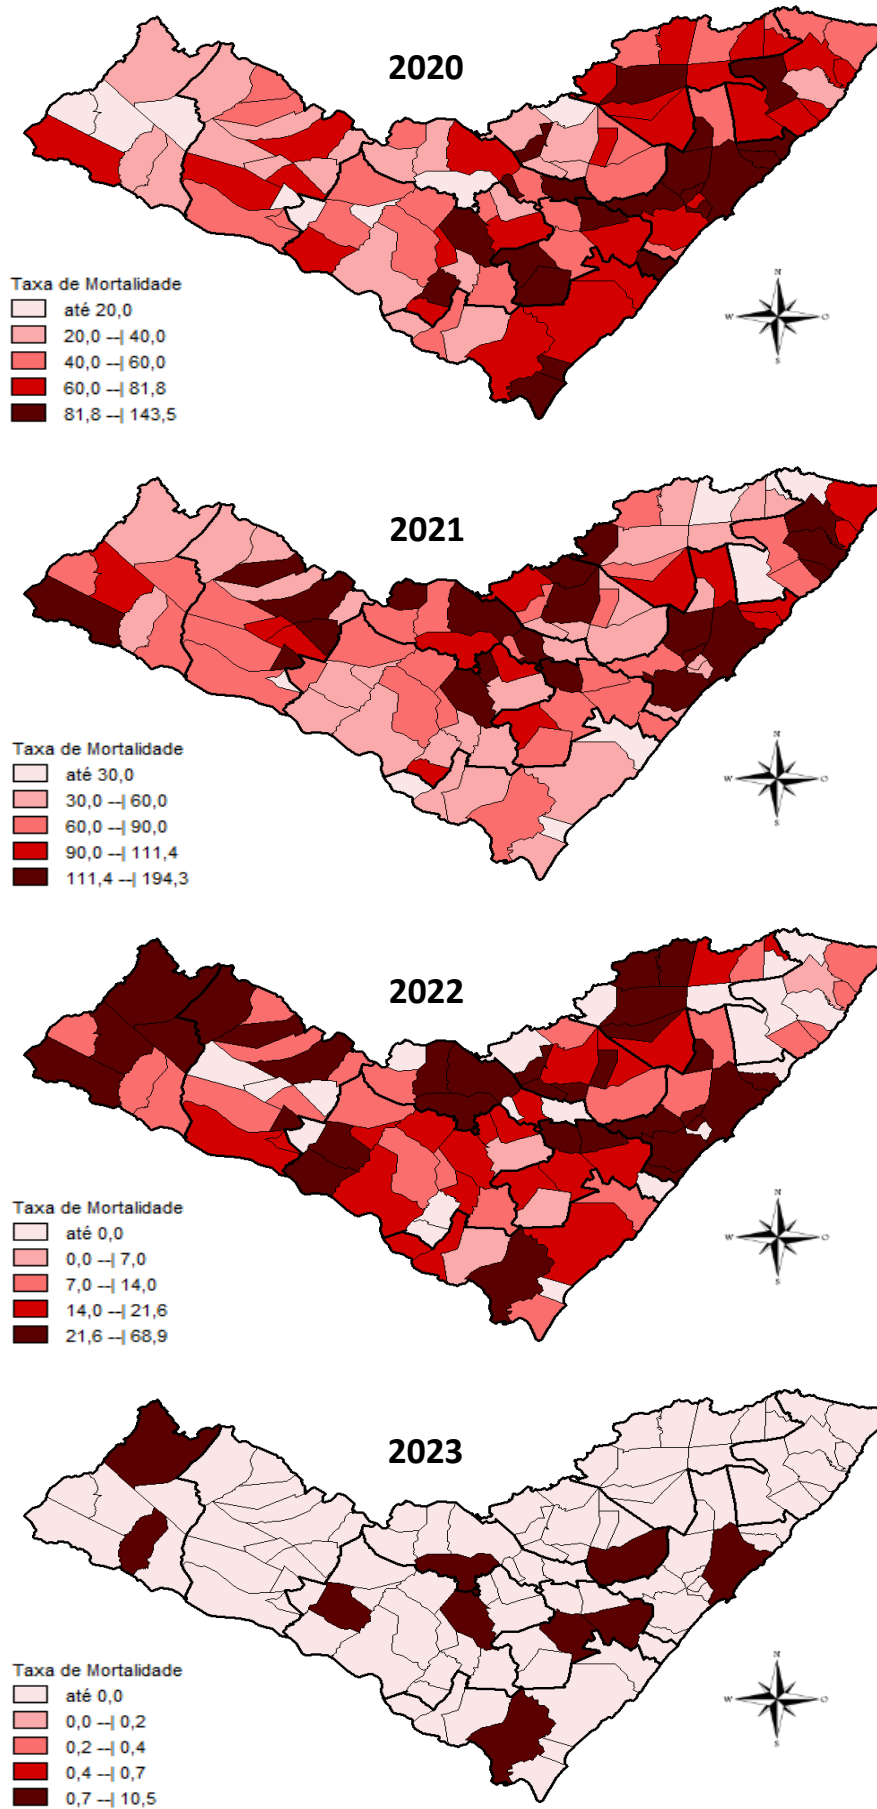 2020
Taxa de Mortalidade
até 20,0
20,0 --| 40,0
40,0 --| 60,0
60,0 --| 81,8
81,8 --| 143,5
N
W
O
S
2021
Taxa de Mortalidade
até 30,0
30,0 --| 60,0
60,0 --| 90,0
90,0 --| 111,4
111,4 --| 194,3
N
W
O
S
2022
Taxa de Mortalidade
até 0,0
0,0 --| 7,0
7,0 --| 14,0
14,0 --| 21,6
21,6 --| 68,9
N
W
O
S
2023
Taxa de Mortalidade
até 0,0
0,0 --| 0,2
0,2 --| 0,4
0,4 --| 0,7
0,7 --| 10,5
N
W
O
S